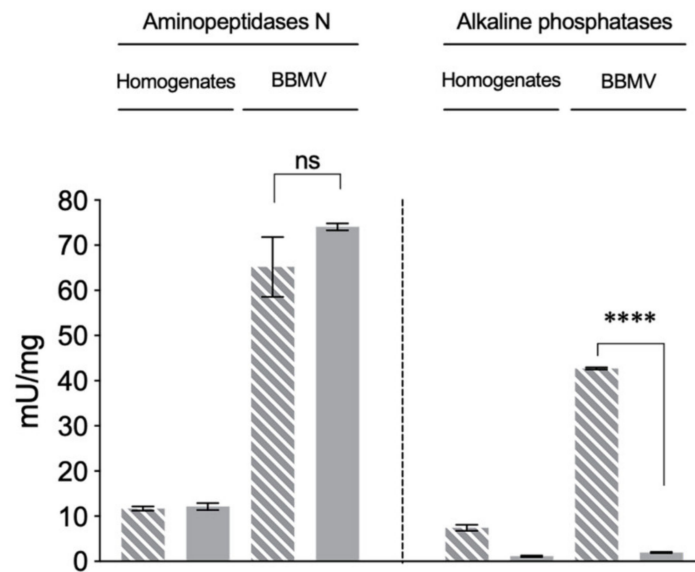 Aminopeptidases N Alkaline phosphatases
Homogenates BBMV Homogenates BBMV
ns
80
70
60
50
****
40
30
20
10
0
mU/mg